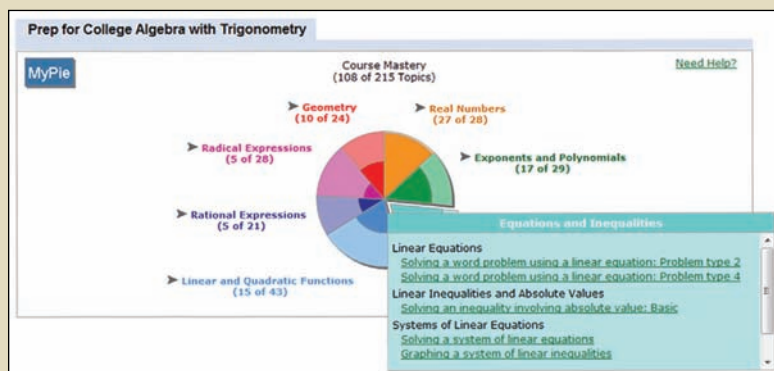 Prep for College Algebra with Trigonometry
MyPie
Course Mastery
(108 of 215 Topics)
Need Help?
Geometry
(10 of 24)
Real Numbers
(27 of 28)
Radical Expressions
(5 of 28)
Exponents and Polynomials
(17 of 29)
Rational Expressions
(5 of 21)
Linear and Quadratic Functions
(15 of 43)
Equations and Inequalities
Linear Equations
Solving a word problem using a linear equation: Problem type 2
Solving a word problem using a linear equation: Problem type 4
Linear Inequalities and Absolute Values
Solving an inequality involving absolute value: Basic
Systems of Linear Equations
Solving a system of linear equations
Graphing a system of linear inequalities